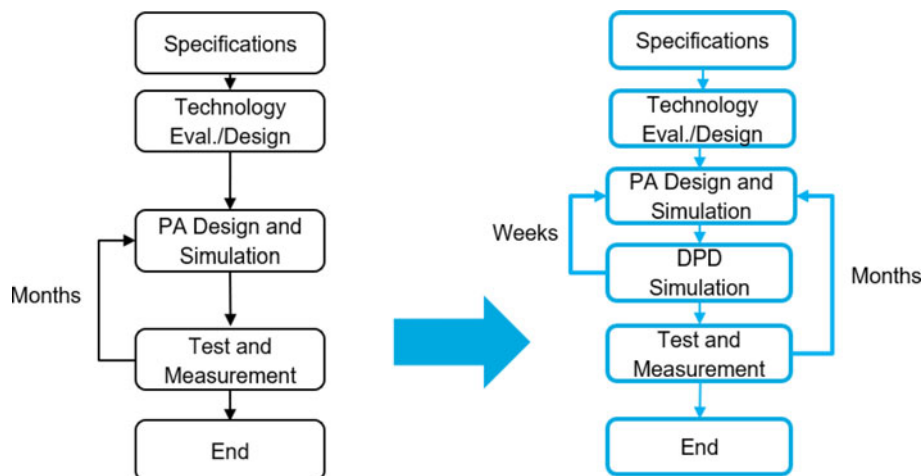 Specifications
Technology
Eval./Design
PA Design and
Simulation
Months
Test and
Measurement
End
Specifications
Technology
Eval./Design
PA Design and
Simulation
Weeks
DPD
Simulation
Months
Test and
Measurement
End